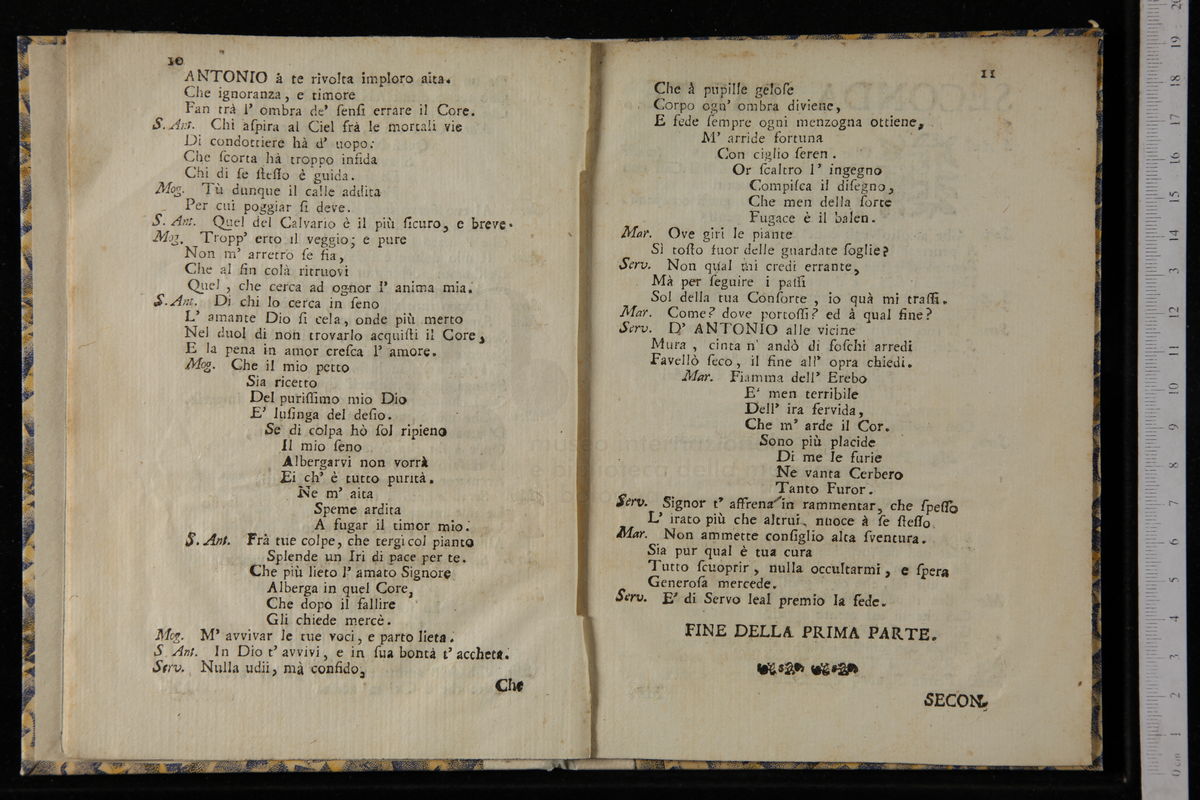 10
ANTONIO à te rivolta imploro aita.
Che ignoranza, e timore
Fan trà l' ombra de' ſenſi errare il Core.
S. Ant. Chi aſpira al Ciel frà le mortali vie
Di condottiere hà d' uopo:
Che ſcorta hà troppo infida
Chi di ſe ſteſſo è guida.
Mog. Tù dunque il calle addita
Per cui poggiar ſi deve.
S. Ant. Quel del Calvario è il più ſicuro, e breve.
Mog. Tropp' erto il veggio; e pure
Non m' arretro ſe fia,
Che al fin colà ritruovi
Quel, che cerca ad ognor l' anima mia.
S. Ant. Di chi lo cerca in ſeno
L' amante Dio ſi cela, onde più merto
Nel duol di non trovarlo acquiſti il Core,
E la pena in amor creſca l' amore.
Mog. Che il mio petto
Sia ricetto
Del puriſſimo mio Dio
E' luſinga del deſio.
Se di colpa hò ſol ripieno
Il mio ſeno
Albergarvi non vorrà
Ei ch' è tutto purità.
Ne m' aita
Speme ardita
A fugar il timor mio.
S. Ant. Frà tue colpe, che tergi col pianto
Splende un Iri di pace per te.
Che più lieto l' amato Signore
Alberga in quel Core,
Che dopo il fallire
Gli chiede mercè.
Mog. M' avvivar le tue voci, e parto lieta.
S. Ant. In Dio t' avvivi, e in ſua bontà t' accheta.
Serv. Nulla udii, mà confido,
Che
11
Che à pupille geloſe
Corpo ogn' ombra diviene,
E fede ſempre ogni menzogna ottiene,
M' arride fortuna
Con ciglio ſeren.
Or ſcaltro l' ingegno
Compiſca il diſegno,
Che men della ſorte
Fugace è il balen.
Mar. Ove giri le piante
Sì toſto fuor delle guardate ſoglie?
Serv. Non qual mi credi errante,
Mà per ſeguire i paſſi
Sol della tua Conſorte, io quà mi traſſi.
Mar. Come? dove portoſſi? ed à qual fine?
Serv. D' ANTONIO alle vicine
Mura, cinta n' andò di foſchi arredi
Favellò ſeco, il fine all' opra chiedi.
Mar. Fiamma dell' Erebo
E' men terribile
Dell' ira fervida,
Che m' arde il Cor.
Sono più placide
Di me le furie
Ne vanta Cerbero
Tanto Furor.
Serv. Signor t' affrena in rammentar, che ſpeſſo
L' irato più che altrui, nuoce à ſe ſteſſo.
Mar. Non ammette conſiglio alta ſventura.
Sia pur qual è tua cura
Tutto ſcuoprir, nulla occultarmi, e ſpera
Generoſa mercede.
Serv. E' di Servo leal premio la fede.
FINE DELLA PRIMA PARTE.
SECON-